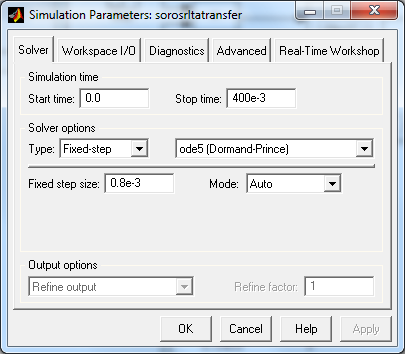 Simulation Parameters: sorosrltatransfer
Solver Workspace I/O Diagnostics Advanced Real-Time Workshop
Simulation time
Start time: 0.0 Stop time: 400e-3
Solver options
Type: Fixed-step ode5 (Dormand-Prince)
Fixed step size: 0.8e-3 Mode: Auto
Output options
Refine output Refine factor: 1
OK Cancel Help Apply